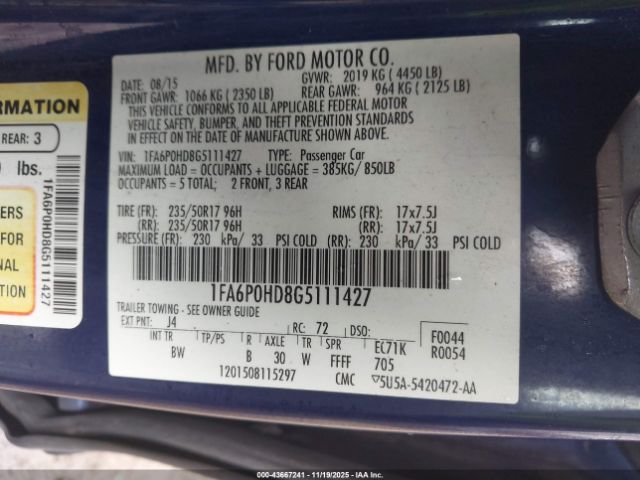 MFD. BY FORD MOTOR CO.
DATE: 08/15 GVWR: 2019 KG ( 4450 LB)
FRONT GAWR: 1066 KG ( 2350 LB) REAR GAWR: 964 KG ( 2125 LB)
THIS VEHICLE CONFORMS TO ALL APPLICABLE FEDERAL MOTOR
VEHICLE SAFETY, BUMPER, AND THEFT PREVENTION STANDARDS
IN EFFECT ON THE DATE OF MANUFACTURE SHOWN ABOVE.
VIN: 1FA6P0HD8G5111427 TYPE: Passenger Car
MAXIMUM LOAD = OCCUPANTS + LUGGAGE = 385KG/ 850LB
OCCUPANTS = 5 TOTAL; 2 FRONT, 3 REAR
TIRE (FR): 235/50R17 96H RIMS (FR): 17x7.5J
(RR): 235/50R17 96H (RR): 17x7.5J
PRESSURE (FR): 230 kPa/ 33 PSI COLD (RR): 230 kPa/ 33 PSI COLD
1FA6P0HD8G5111427
TRAILER TOWING - SEE OWNER GUIDE
EXT PNT: J4 RC: 72 DSO: F0044
INT TR TP/PS R AXLE TR SPR EC71K R0054
BW B 30 W FFFF 705
1201508115297 CMC 5U5A-5420472-AA
ORMATION
REAR: 3
lbs.
ERS
FOR
NAL
ON
1FA6P0HD8G5111427
00-43667241 - 11/19/2025 - IAAI.COM